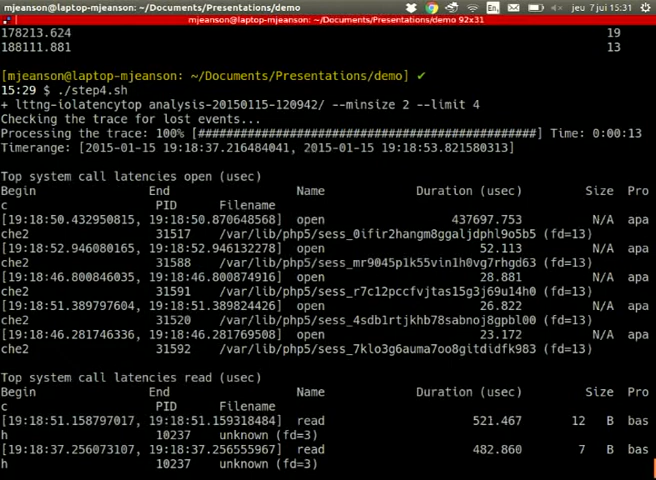 mjeanson@laptop-mjeanson: ~/Documents/Presentations/demo En jeu 7 jui 15:31
mjeanson@laptop-mjeanson: ~/Documents/Presentations/demo 92x31
178213.624 19
188111.881 13
[mjeanson@laptop-mjeanson: ~/Documents/Presentations/demo] ✔
15:29 $ ./step4.sh
+ lttng-iolatencytop analysis-20150115-120942/ --minsize 2 --limit 4
Checking the trace for lost events...
Processing the trace: 100% [###############################################] Time: 0:00:13
Timerange: [2015-01-15 19:18:37.216484041, 2015-01-15 19:18:53.821580313]
Top system call latencies open (usec)
Begin End Name Duration (usec) Size Pro
c PID Filename
[19:18:50.432950815, 19:18:50.870648568] open 437697.753 N/A apa
che2 31517 /var/lib/php5/sess_0ifir2hangm8ggaljdphl9o5b5 (fd=13)
[19:18:52.946080165, 19:18:52.946132278] open 52.113 N/A apa
che2 31588 /var/lib/php5/sess_mr9045p1k55vin1h0vg7rhgd63 (fd=13)
[19:18:46.800846035, 19:18:46.800874916] open 28.881 N/A apa
che2 31591 /var/lib/php5/sess_r7c12pccfvjtas15g3j69u14h0 (fd=13)
[19:18:51.389797604, 19:18:51.389824426] open 26.822 N/A apa
che2 31520 /var/lib/php5/sess_4sdb1rtjkhb78sabnoj8gpbl00 (fd=13)
[19:18:46.281746336, 19:18:46.281769508] open 23.172 N/A apa
che2 31592 /var/lib/php5/sess_7klo3g6auma7oo8gitdidfk983 (fd=13)
Top system call latencies read (usec)
Begin End Name Duration (usec) Size Pro
c PID Filename
[19:18:51.158797017, 19:18:51.159318484] read 521.467 12 B bas
h 10237 unknown (fd=3)
[19:18:37.256073107, 19:18:37.256555967] read 482.860 7 B bas
h 10237 unknown (fd=3)